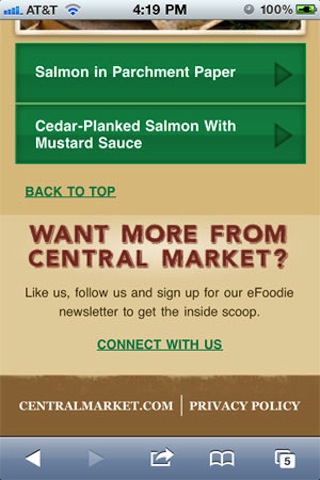 AT&T 4:19 PM 100%
Salmon in Parchment Paper
Cedar-Planked Salmon With
Mustard Sauce
BACK TO TOP
WANT MORE FROM
CENTRAL MARKET?
Like us, follow us and sign up for our eFoodie
newsletter to get the inside scoop.
CONNECT WITH US
CENTRALMARKET.COM | PRIVACY POLICY
5